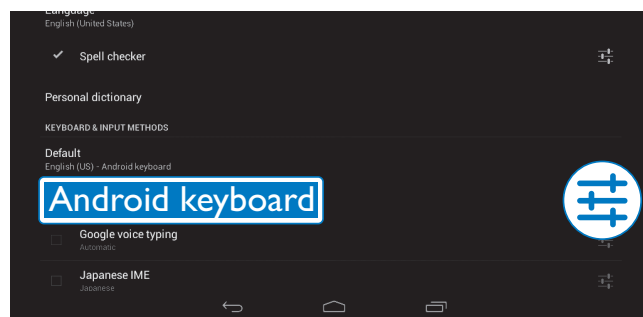 Language
English (United States)
Spell checker
Personal dictionary
KEYBOARD & INPUT METHODS
Default
English (US) - Android keyboard
Android keyboard
Google voice typing
Automatic
Japanese IME
Japanese